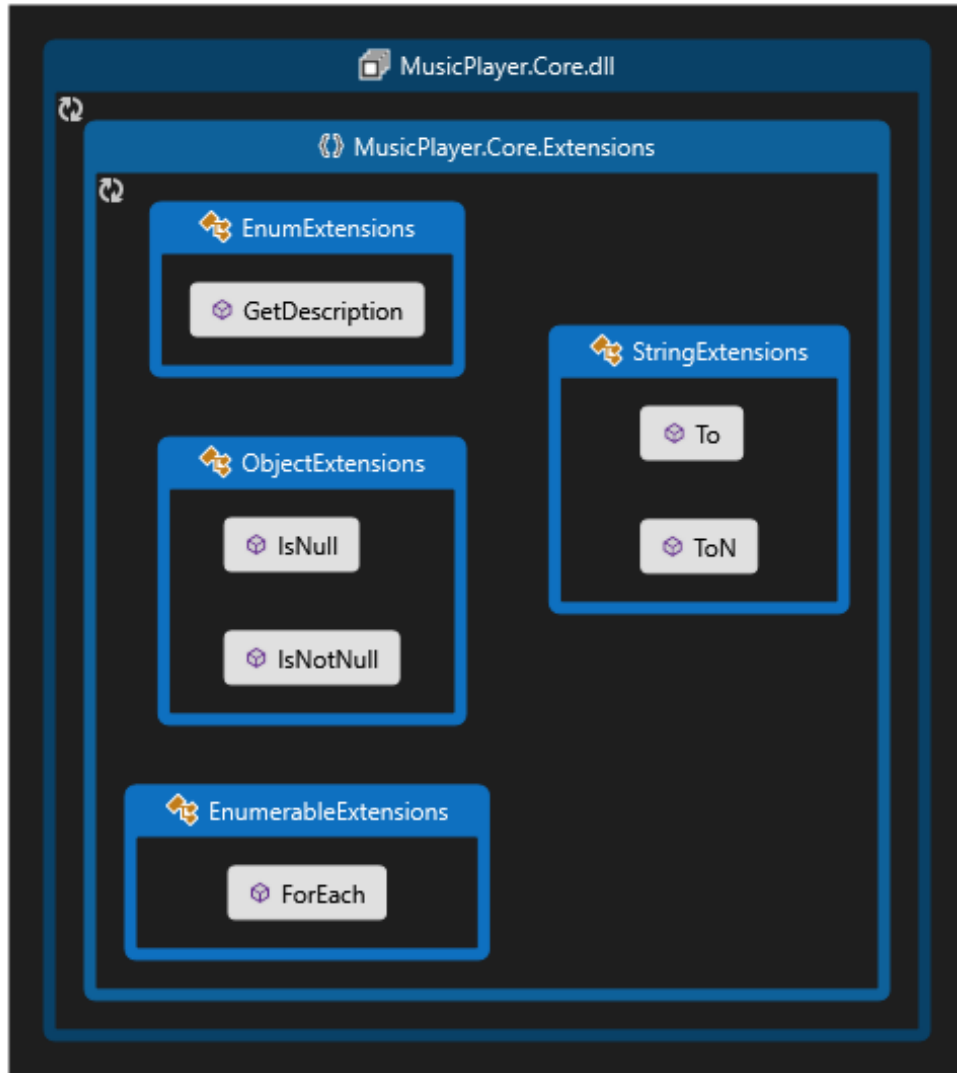 MusicPlayer.Core.dll
MusicPlayer.Core.Extensions
EnumExtensions
GetDescription
StringExtensions
To
ToN
ObjectExtensions
IsNull
IsNotNull
EnumerableExtensions
ForEach